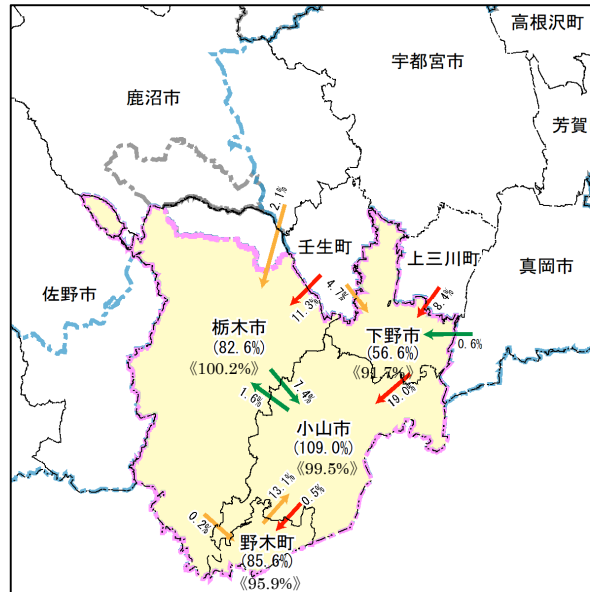 高根沢町
宇都宮市
鹿沼市
芳賀
2.1%
壬生町
上三川町
真岡市
佐野市
4.7%
11.3%
8.4%
栃木市
(82.6%)
《100.2%》
下野市
(56.6%)
《91.7%》
0.6%
7.4%
1.6%
19.0%
小山市
(109.0%)
《99.5%》
13.1%
0.5%
0.2%
野木町
(85.6%)
《95.9%》